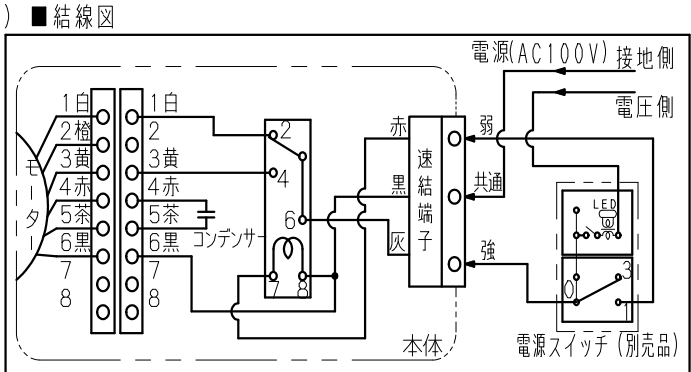 ) ■結線図
電源(AC100V) 接地側
電圧側
1白
2橙
3黄
4赤
5茶
6黒
7
8
モーター
1白
2
3黄
4赤
5茶
6黒
7
8
コンデンサー
2
4
6
7 8
赤
黒
灰
速結端子
弱
共通
強
LED
0
3
1
本体
電源スイッチ(別売品)